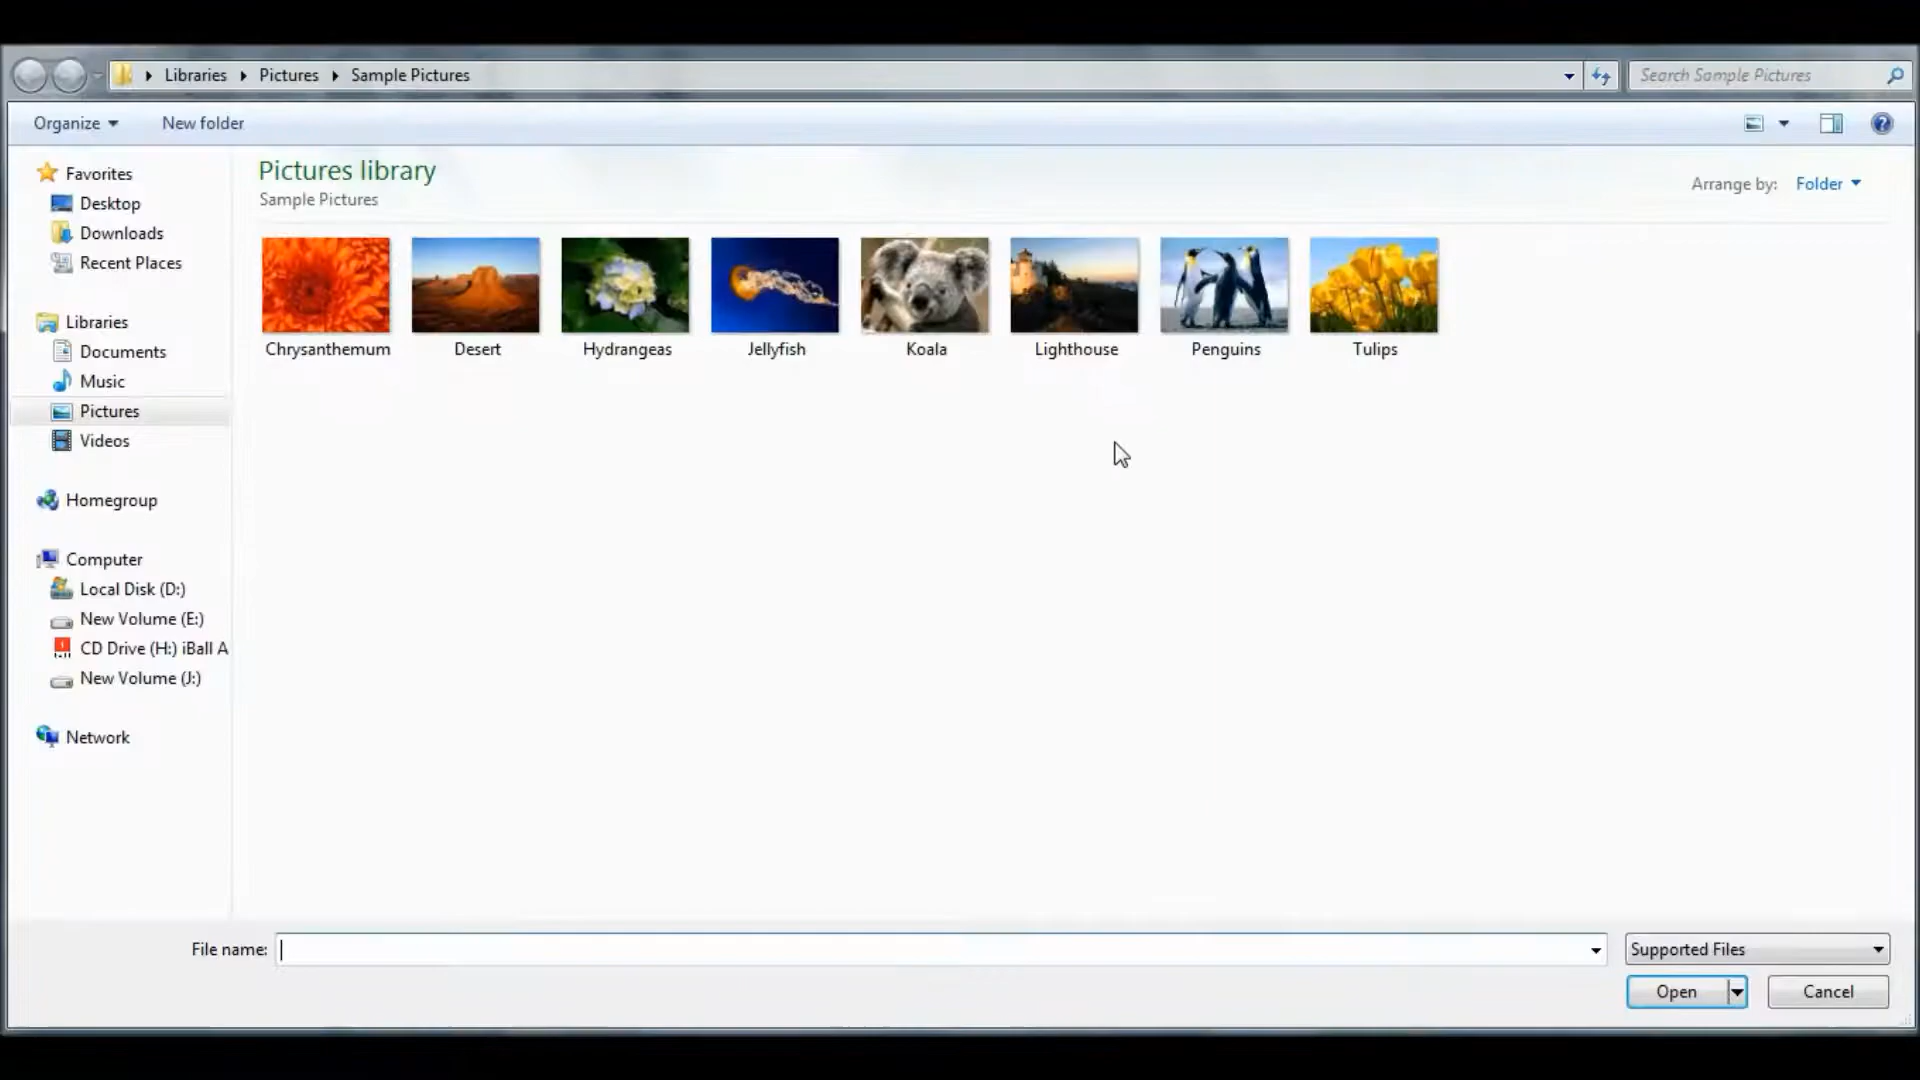 Libraries Pictures Sample Pictures
Search Sample Pictures
Organize New folder
Favorites
Desktop
Downloads
Recent Places
Libraries
Documents
Music
Pictures
Videos
Homegroup
Computer
Local Disk (D:)
New Volume (E:)
CD Drive (H:) iBall A
New Volume (J:)
Network
Pictures library
Sample Pictures
Arrange by: Folder
Chrysanthemum Desert Hydrangeas Jellyfish Koala Lighthouse Penguins Tulips
File name:
Supported Files
Open Cancel